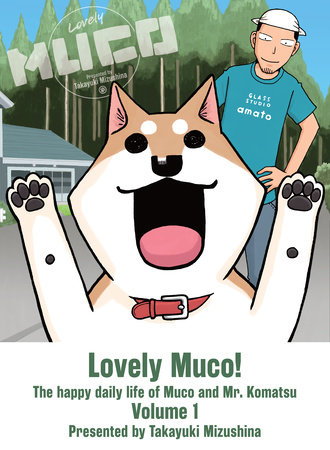 Lovely
MUCO
Presented by
Takayuki Mizushina
GLASS
STUDIO
amato
Lovely Muco!
The happy daily life of Muco and Mr. Komatsu
Volume 1
Presented by Takayuki Mizushina